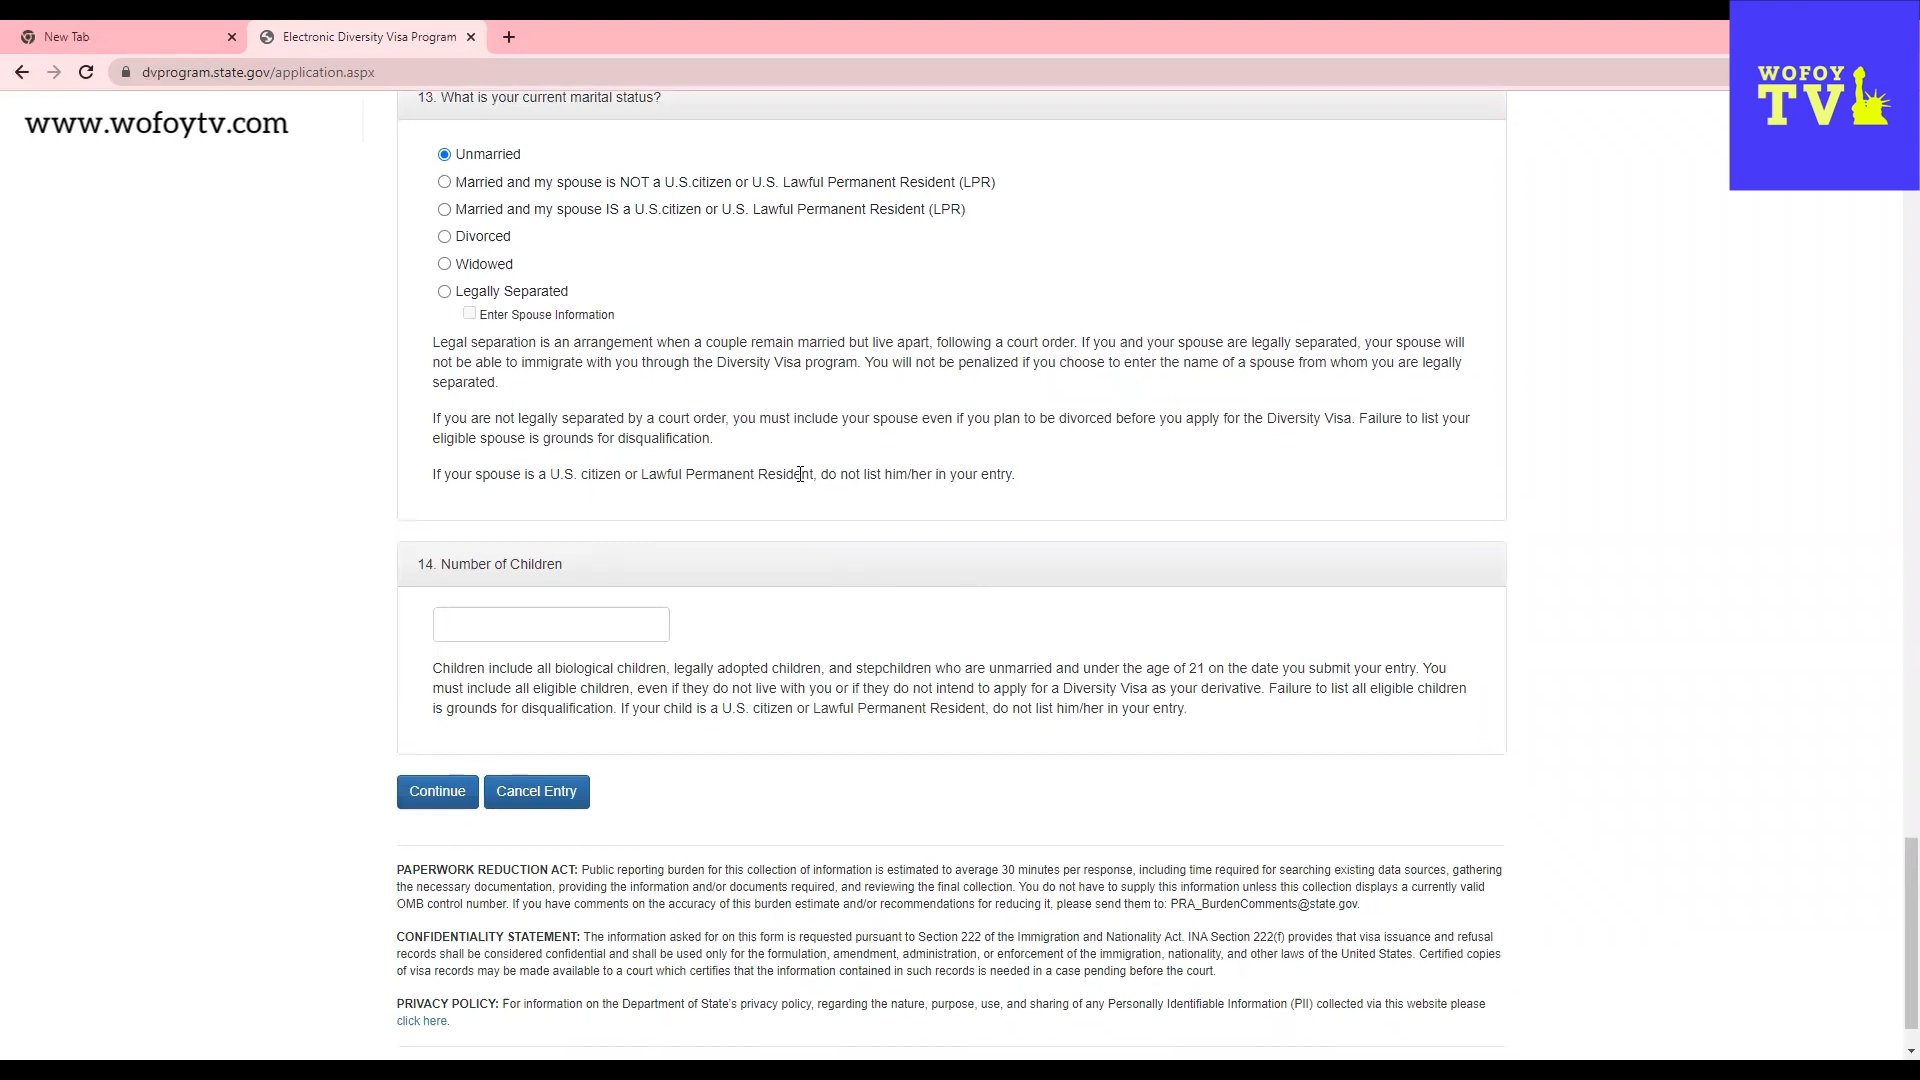 New Tab
Electronic Diversity Visa Program
dvprogram.state.gov/application.aspx
WOFOY
TV
www.wofoytv.com
13. What is your current marital status?
Unmarried
Married and my spouse is NOT a U.S.citizen or U.S. Lawful Permanent Resident (LPR)
Married and my spouse IS a U.S.citizen or U.S. Lawful Permanent Resident (LPR)
Divorced
Widowed
Legally Separated
Enter Spouse Information
Legal separation is an arrangement when a couple remain married but live apart, following a court order. If you and your spouse are legally separated, your spouse will
not be able to immigrate with you through the Diversity Visa program. You will not be penalized if you choose to enter the name of a spouse from whom you are legally
separated.
If you are not legally separated by a court order, you must include your spouse even if you plan to be divorced before you apply for the Diversity Visa. Failure to list your
eligible spouse is grounds for disqualification.
If your spouse is a U.S. citizen or Lawful Permanent Resident, do not list him/her in your entry.
14. Number of Children
Children include all biological children, legally adopted children, and stepchildren who are unmarried and under the age of 21 on the date you submit your entry. You
must include all eligible children, even if they do not live with you or if they do not intend to apply for a Diversity Visa as your derivative. Failure to list all eligible children
is grounds for disqualification. If your child is a U.S. citizen or Lawful Permanent Resident, do not list him/her in your entry.
Continue
Cancel Entry
PAPERWORK REDUCTION ACT: Public reporting burden for this collection of information is estimated to average 30 minutes per response, including time required for searching existing data sources, gathering
the necessary documentation, providing the information and/or documents required, and reviewing the final collection. You do not have to supply this information unless this collection displays a currently valid
OMB control number. If you have comments on the accuracy of this burden estimate and/or recommendations for reducing it, please send them to: PRA_BurdenComments@state.gov.
CONFIDENTIALITY STATEMENT: The information asked for on this form is requested pursuant to Section 222 of the Immigration and Nationality Act. INA Section 222(f) provides that visa issuance and refusal
records shall be considered confidential and shall be used only for the formulation, amendment, administration, or enforcement of the immigration, nationality, and other laws of the United States. Certified copies
of visa records may be made available to a court which certifies that the information contained in such records is needed in a case pending before the court.
PRIVACY POLICY: For information on the Department of State's privacy policy, regarding the nature, purpose, use, and sharing of any Personally Identifiable Information (PII) collected via this website please
click here.